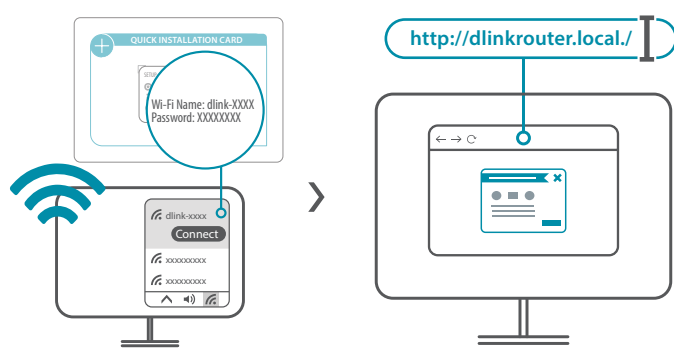 QUICK INSTALLATION CARD
Wi-Fi Name: dlink-XXXX
Password: XXXXXXXX
dlink-xxxx
Connect
xxxxxxxxx
xxxxxxxxx
http://dlinkrouter.local./